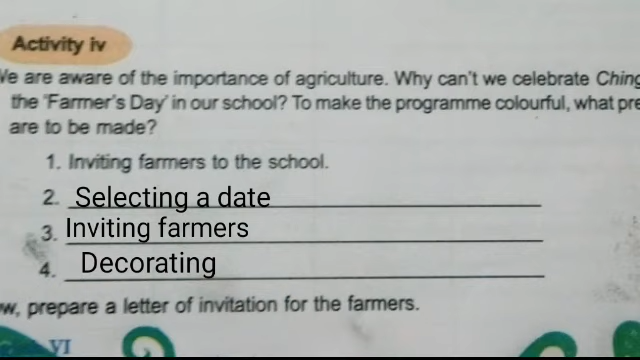 Activity iv
We are aware of the importance of agriculture. Why can't we celebrate Ching
the 'Farmer's Day' in our school? To make the programme colourful, what pre
are to be made?
1. Inviting farmers to the school.
2. Selecting a date
3. Inviting farmers
4. Decorating
ow, prepare a letter of invitation for the farmers.
VI